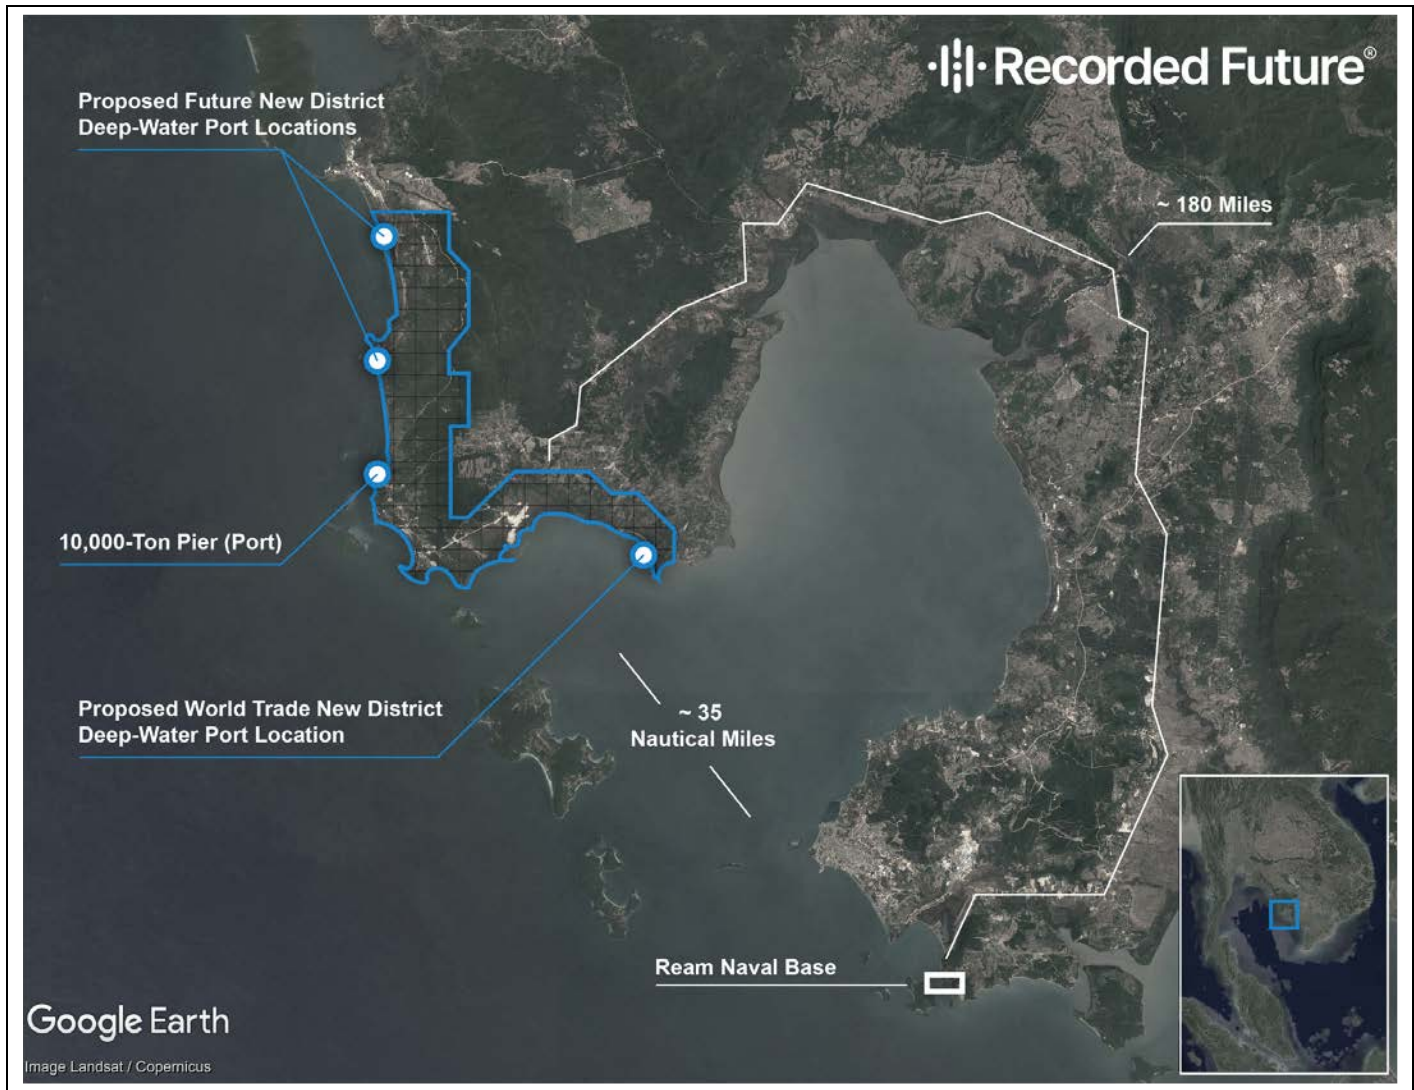 Recorded Future®
Proposed Future New District
Deep-Water Port Locations
~ 180 Miles
10,000-Ton Pier (Port)
Proposed World Trade New District
Deep-Water Port Location
~ 35
Nautical Miles
Ream Naval Base
Google Earth
Image Landsat / Copernicus